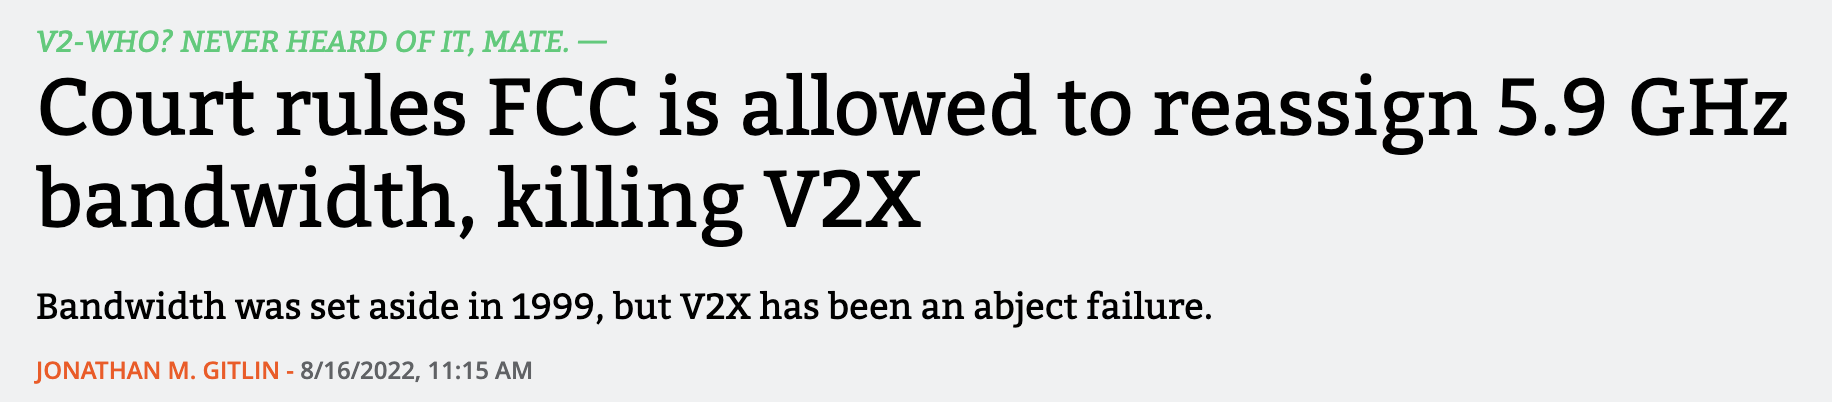 V2-WHO? NEVER HEARD OF IT, MATE. —
Court rules FCC is allowed to reassign 5.9 GHz
bandwidth, killing V2X
Bandwidth was set aside in 1999, but V2X has been an abject failure.
JONATHAN M. GITLIN - 8/16/2022, 11:15 AM